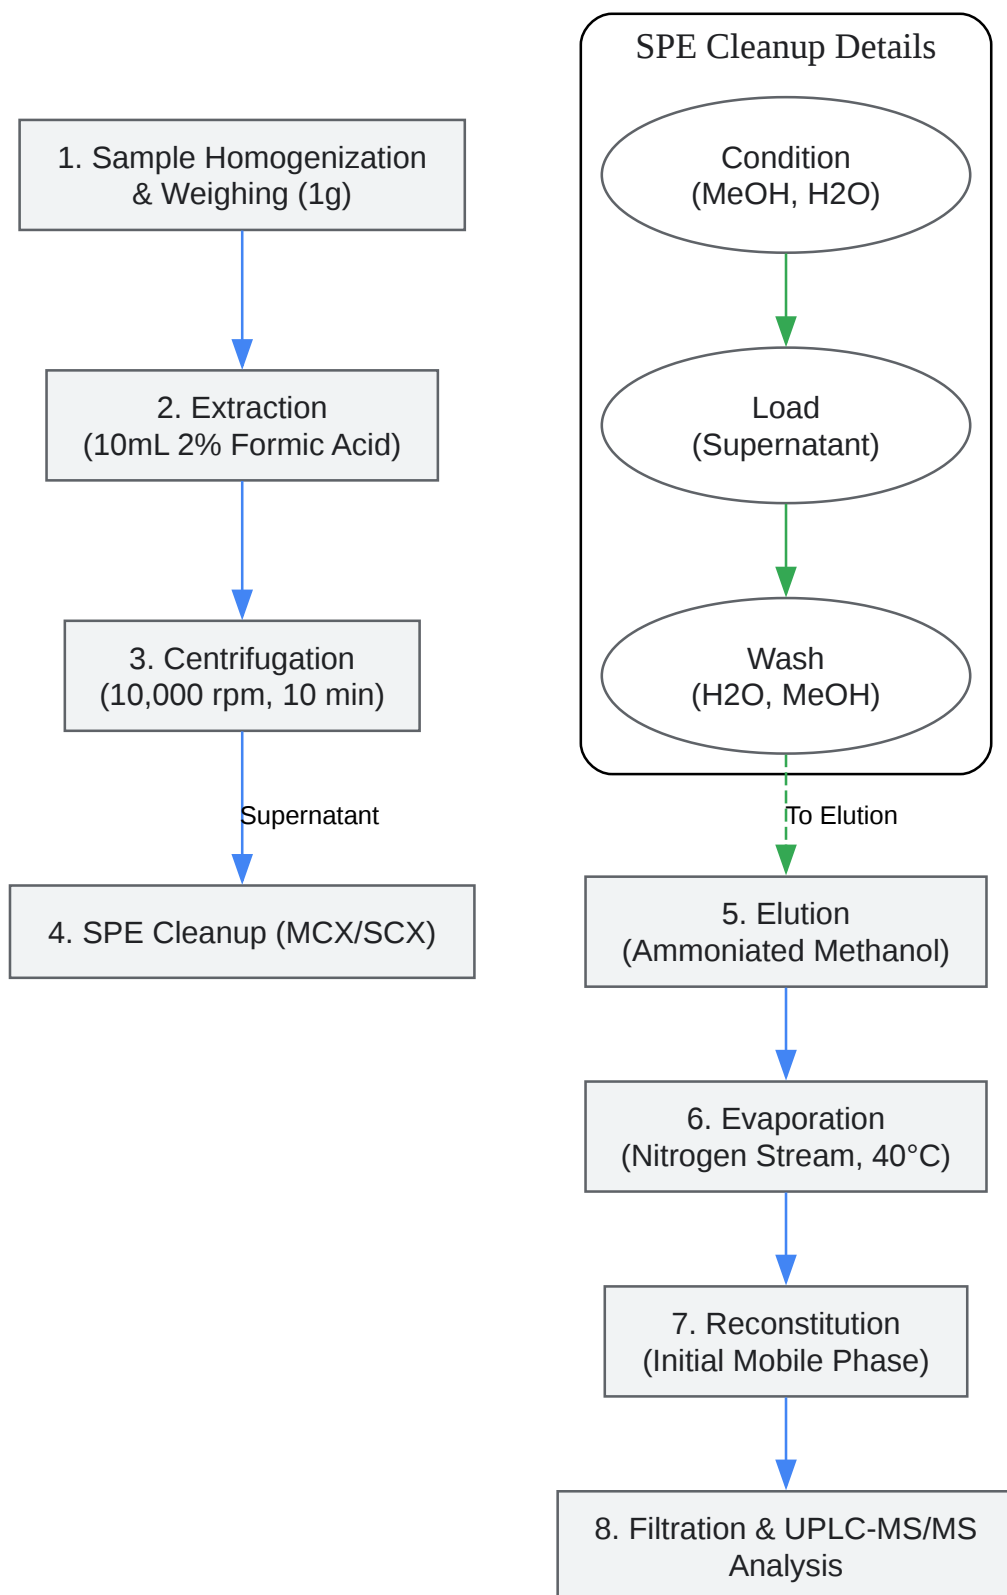 1. Sample Homogenization
& Weighing (1g)
2. Extraction
(10mL 2% Formic Acid)
3. Centrifugation
(10,000 rpm, 10 min)
Supernatant
4. SPE Cleanup (MCX/SCX)
SPE Cleanup Details
Condition
(MeOH, H2O)
Load
(Supernatant)
Wash
(H2O, MeOH)
To Elution
5. Elution
(Ammoniated Methanol)
6. Evaporation
(Nitrogen Stream, 40°C)
7. Reconstitution
(Initial Mobile Phase)
8. Filtration & UPLC-MS/MS
Analysis